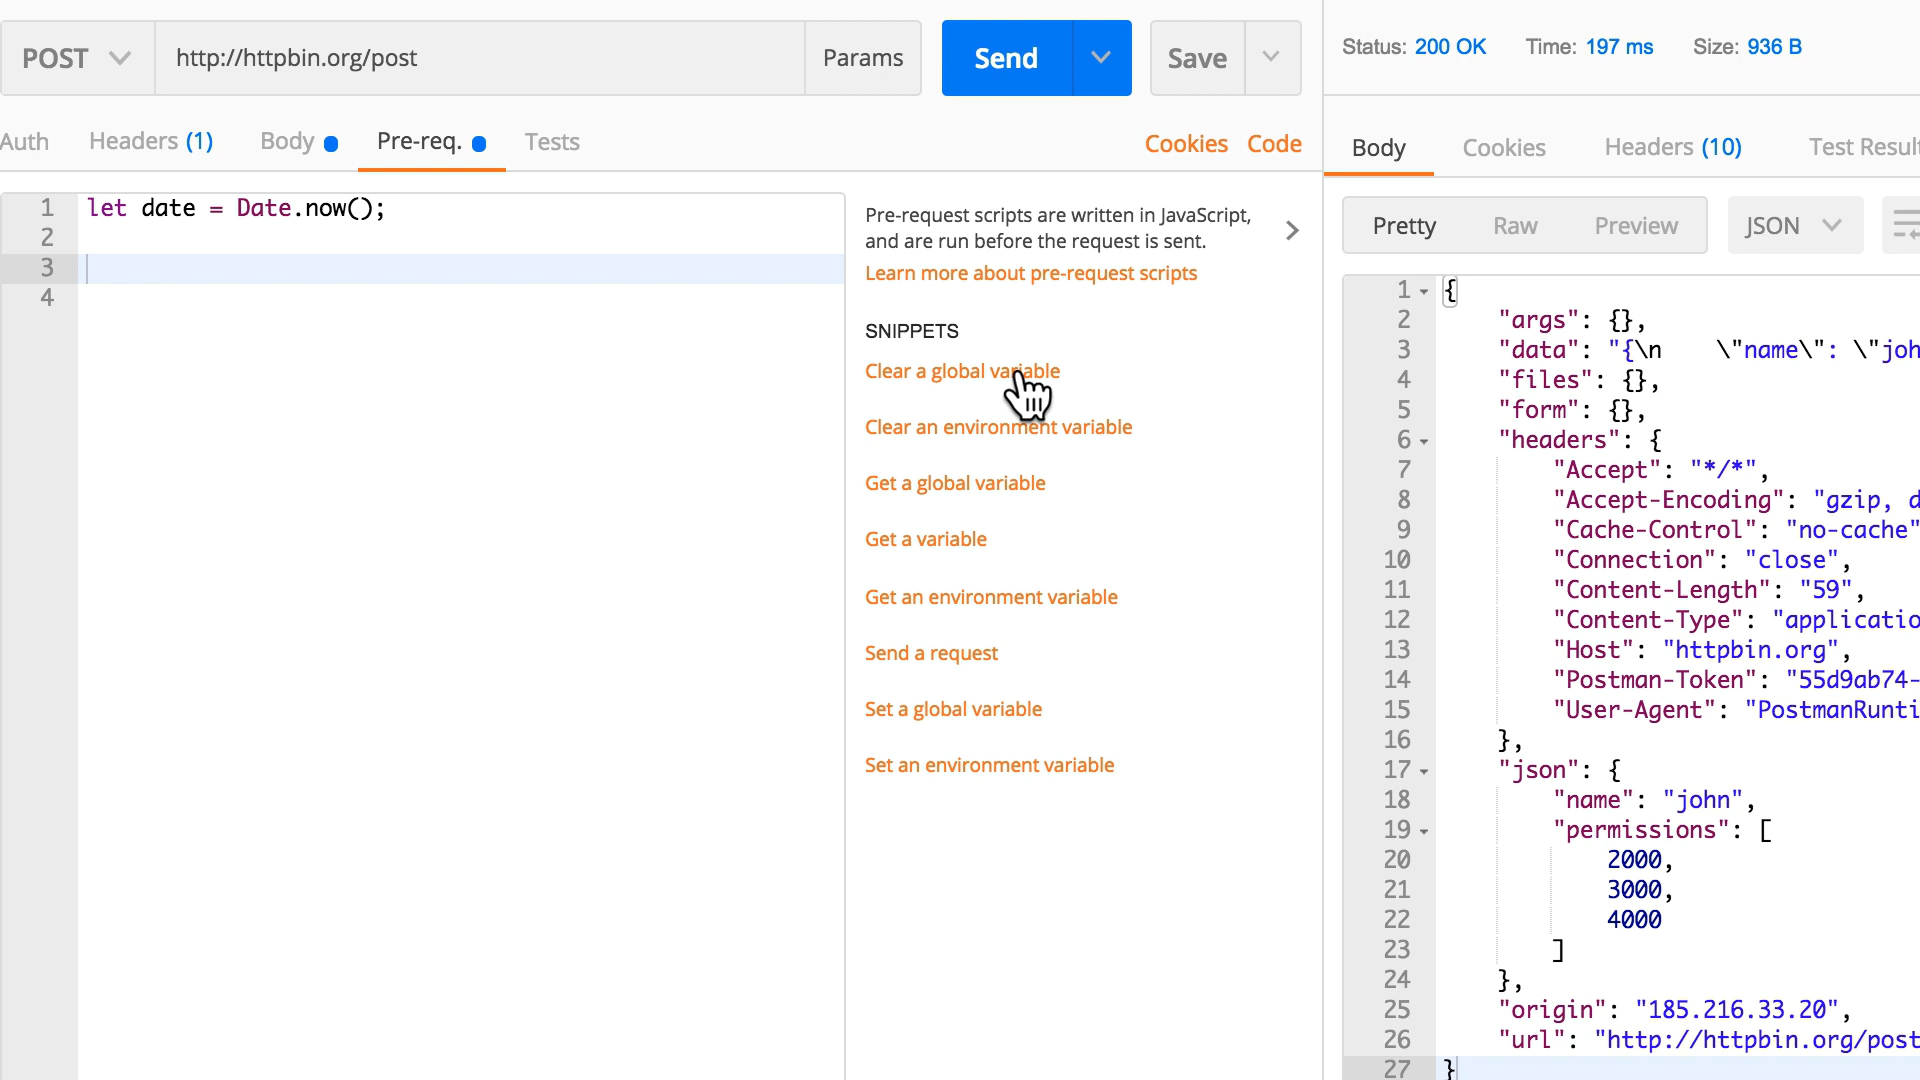 POST http://httpbin.org/post Params Send Save
Auth Headers (1) Body Pre-req. Tests Cookies Code
1 let date = Date.now();
2
3
4
Pre-request scripts are written in JavaScript,
and are run before the request is sent.
Learn more about pre-request scripts
SNIPPETS
Clear a global variable
Clear an environment variable
Get a global variable
Get a variable
Get an environment variable
Send a request
Set a global variable
Set an environment variable
Status: 200 OK Time: 197 ms Size: 936 B
Body Cookies Headers (10) Test Resul
Pretty Raw Preview JSON
1 {
2 "args": {},
3 "data": "{\n    \"name\": \"joh
4 "files": {},
5 "form": {},
6 "headers": {
7 "Accept": "*/*",
8 "Accept-Encoding": "gzip, d
9 "Cache-Control": "no-cache"
10 "Connection": "close",
11 "Content-Length": "59",
12 "Content-Type": "applicatio
13 "Host": "httpbin.org",
14 "Postman-Token": "55d9ab74-
15 "User-Agent": "PostmanRunti
16 },
17 "json": {
18 "name": "john",
19 "permissions": [
20 2000,
21 3000,
22 4000
23 ]
24 },
25 "origin": "185.216.33.20",
26 "url": "http://httpbin.org/post
27 }